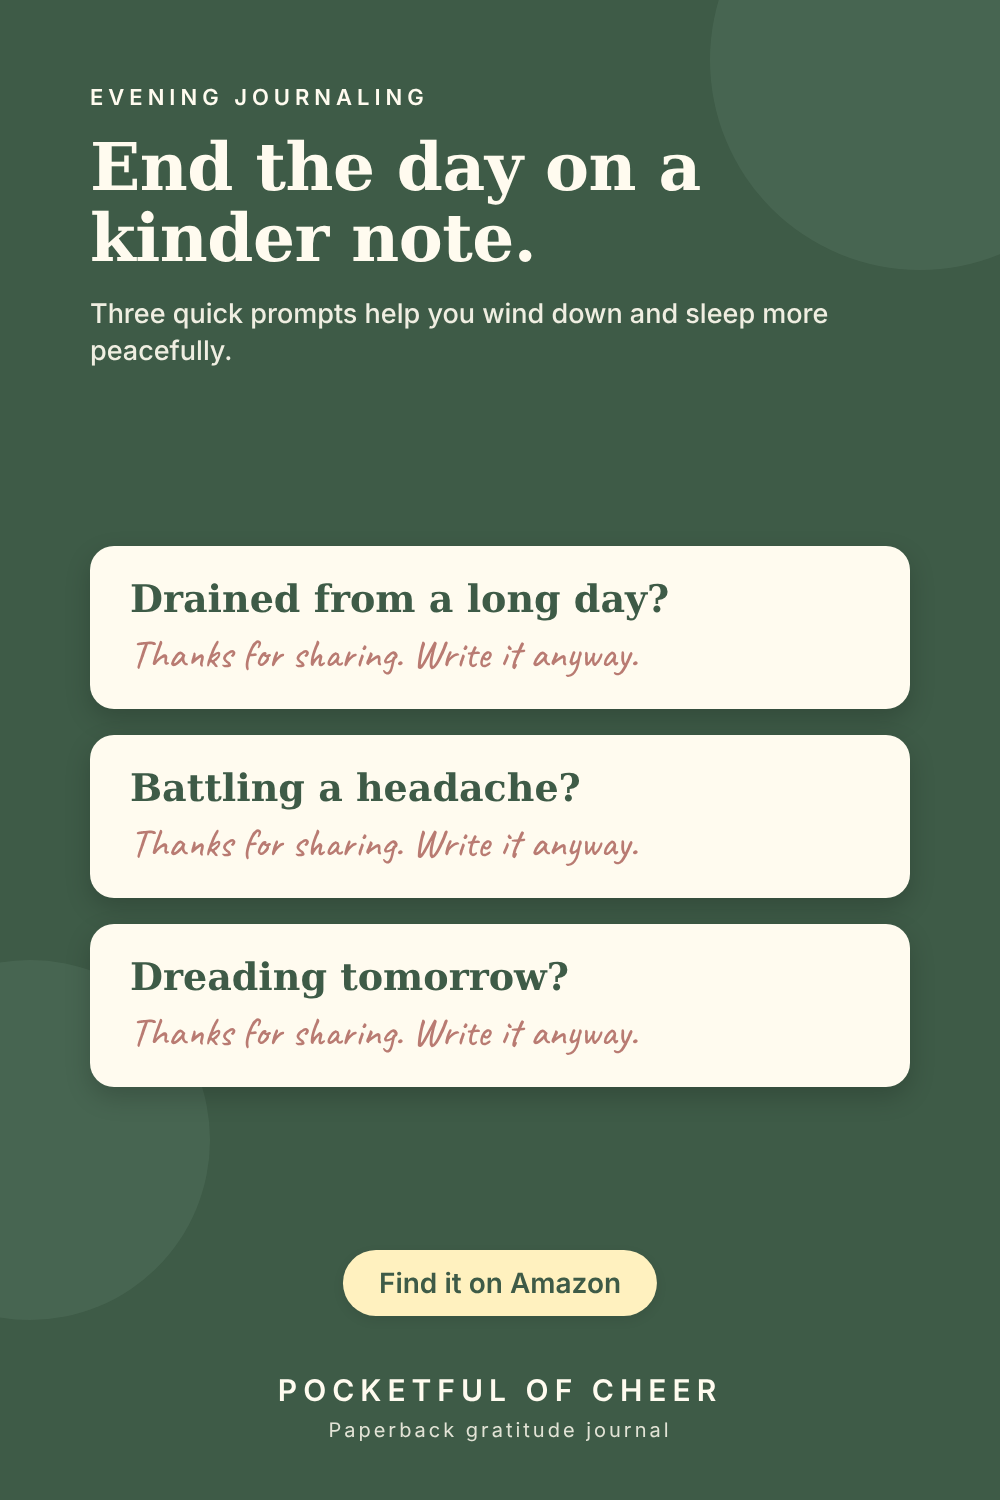 EVENING JOURNALING
End the day on a
kinder note.
Three quick prompts help you wind down and sleep more
peacefully.
Drained from a long day?
Thanks for sharing. Write it anyway.
Battling a headache?
Thanks for sharing. Write it anyway.
Dreading tomorrow?
Thanks for sharing. Write it anyway.
Find it on Amazon
POCKETFUL OF CHEER
Paperback gratitude journal